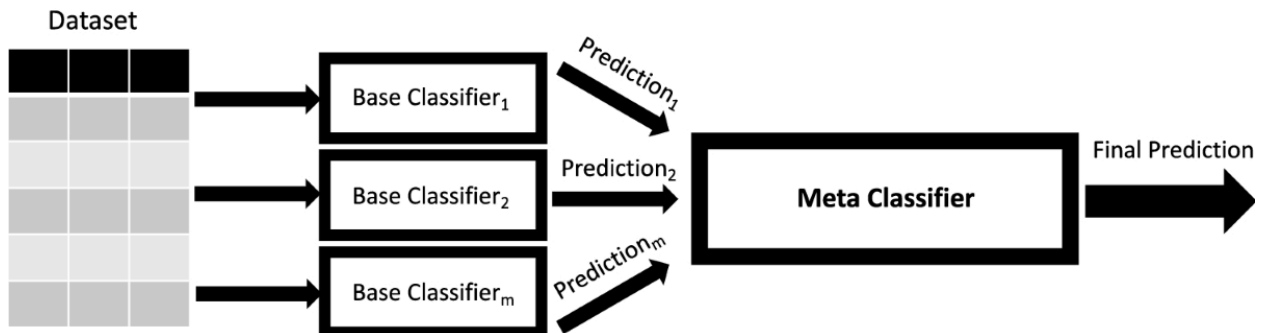 Dataset
Base Classifier₁
Prediction₁
Base Classifier₂
Prediction₂
Base Classifierₘ
Predictionₘ
Meta Classifier
Final Prediction